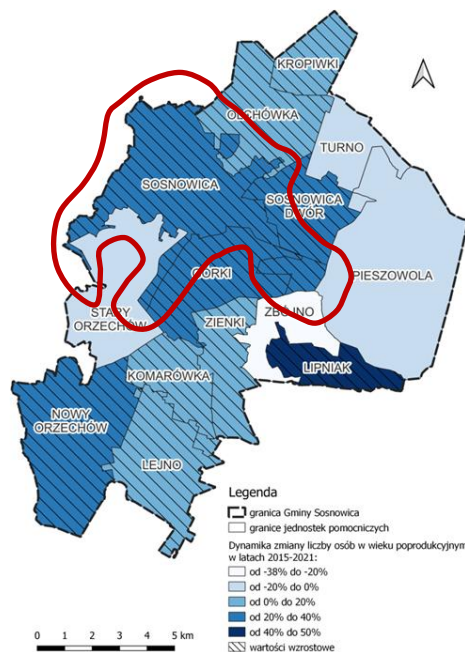 KROPIWKI
OLCHÓWKA
TURNO
SOSNOWICA
SOSNOWICA
DWÓR
PIESZOWOLA
GÓRKI
STARY
ORZECHÓW
ZBÓJNO
ZIENKI
LIPNIAK
KOMARÓWKA
NOWY
ORZECHÓW
LEJNO
Legenda
granica Gminy Sosnowica
granice jednostek pomocniczych
Dynamika zmiany liczby osób w wieku poprodukcyjnym
w latach 2015-2021:
od -38% do -20%
od -20% do 0%
od 0% do 20%
od 20% do 40%
od 40% do 50%
wartości wzrostowe
0 1 2 3 4 5 km